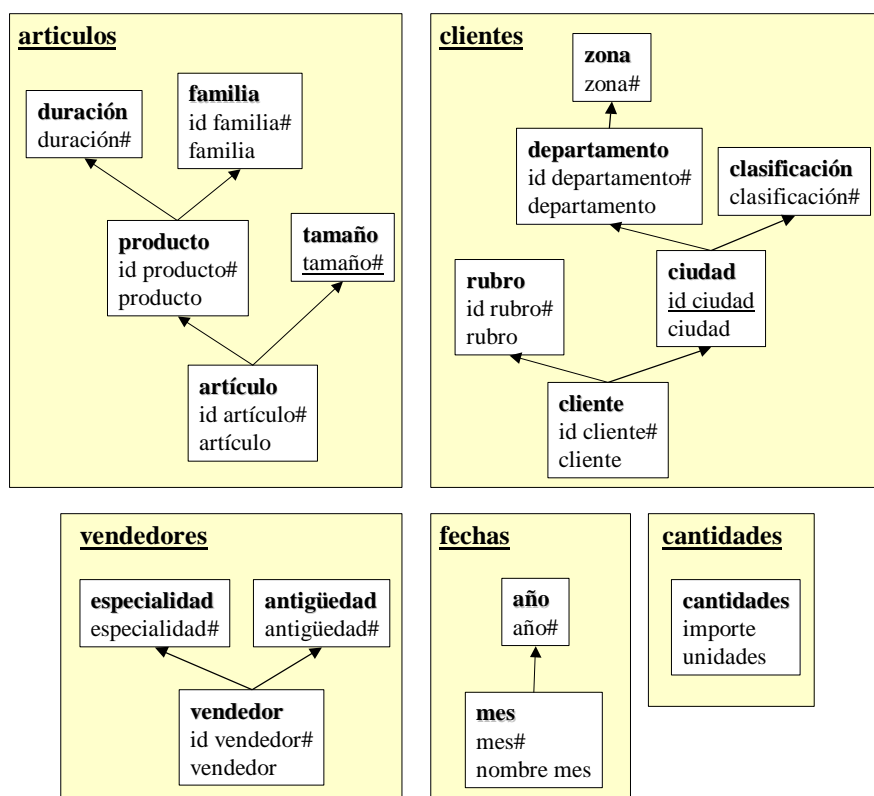 articulos
duración
duración#
familia
id familia#
familia
producto
id producto#
producto
tamaño
tamaño#
artículo
id artículo#
artículo
clientes
zona
zona#
departamento
id departamento#
departamento
clasificación
clasificación#
rubro
id rubro#
rubro
ciudad
id ciudad
ciudad
cliente
id cliente#
cliente
vendedores
especialidad
especialidad#
antigüedad
antigüedad#
vendedor
id vendedor#
vendedor
fechas
año
año#
mes
mes#
nombre mes
cantidades
cantidades
importe
unidades